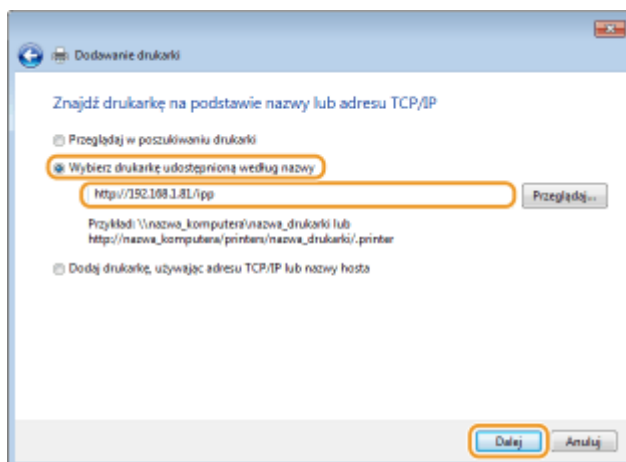 Dodawanie drukarki
Znajdź drukarkę na podstawie nazwy lub adresu TCP/IP
Przeglądaj w poszukiwaniu drukarki
Wybierz drukarkę udostępnioną według nazwy
http://192.168.1.81/ipp
Przeglądaj...
Przykład: \\nazwa_komputera\nazwa_drukarki lub
http://nazwa_komputera/printers/nazwa_drukarki/.printer
Dodaj drukarkę, używając adresu TCP/IP lub nazwy hosta
Dalej
Anuluj